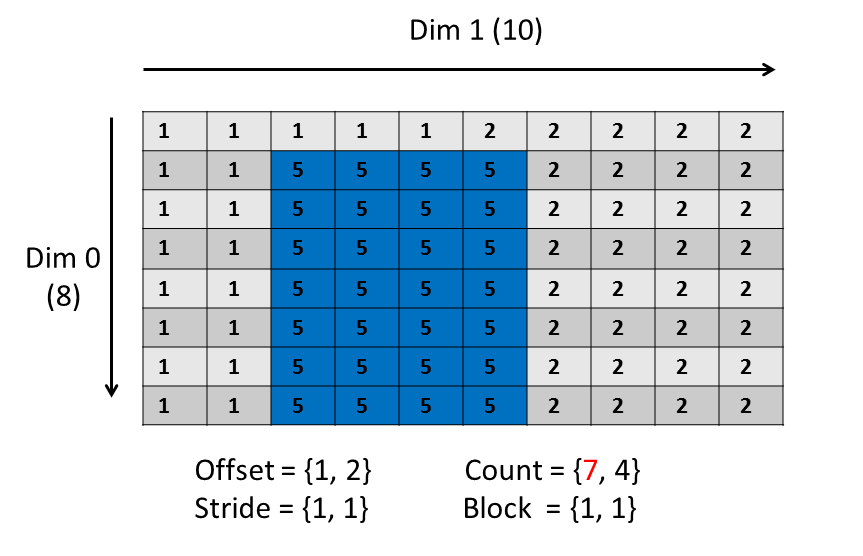 Dim 1 (10)
1 1 1 1 1 2 2 2 2 2
1 1 5 5 5 5 2 2 2 2
1 1 5 5 5 5 2 2 2 2
1 1 5 5 5 5 2 2 2 2
Dim 0
(8)
1 1 5 5 5 5 2 2 2 2
1 1 5 5 5 5 2 2 2 2
1 1 5 5 5 5 2 2 2 2
1 1 5 5 5 5 2 2 2 2
Offset = {1, 2} Count = {7, 4}
Stride = {1, 1} Block = {1, 1}